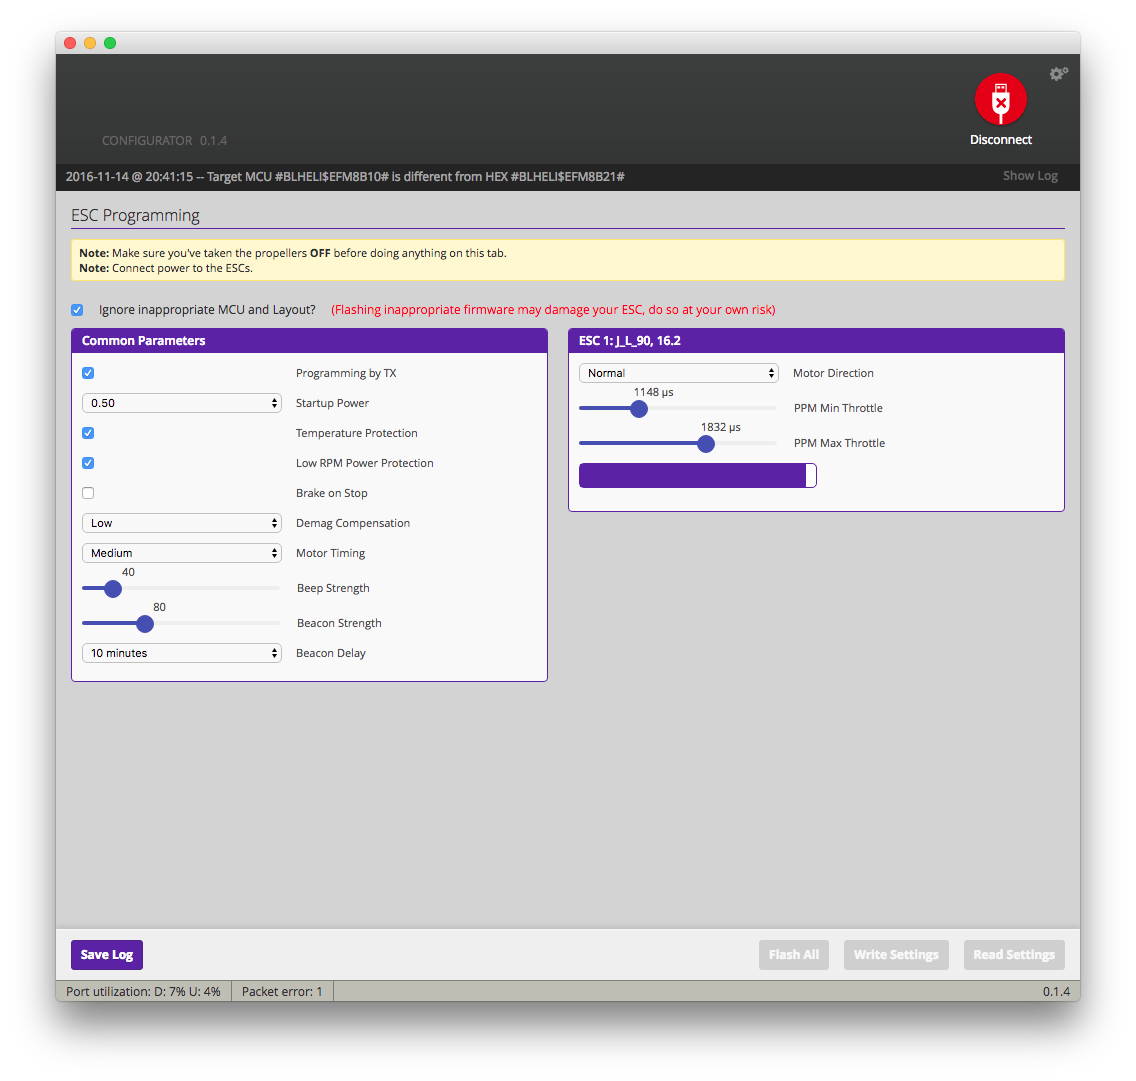 CONFIGURATOR 0.1.4
Disconnect
2016-11-14 @ 20:41:15 -- Target MCU #BLHELI$EFM8B10# is different from HEX #BLHELI$EFM8B21#
Show Log
ESC Programming
Note: Make sure you've taken the propellers OFF before doing anything on this tab.
Note: Connect power to the ESCs.
Ignore inappropriate MCU and Layout? (Flashing inappropriate firmware may damage your ESC, do so at your own risk)
Common Parameters
Programming by TX
0.50 Startup Power
Temperature Protection
Low RPM Power Protection
Brake on Stop
Low Demag Compensation
Medium Motor Timing
40
Beep Strength
80
Beacon Strength
10 minutes Beacon Delay
ESC 1: J_L_90, 16.2
Normal Motor Direction
1148 µs
PPM Min Throttle
1832 µs
PPM Max Throttle
Save Log
Flash All
Write Settings
Read Settings
Port utilization: D: 7% U: 4%
Packet error: 1
0.1.4